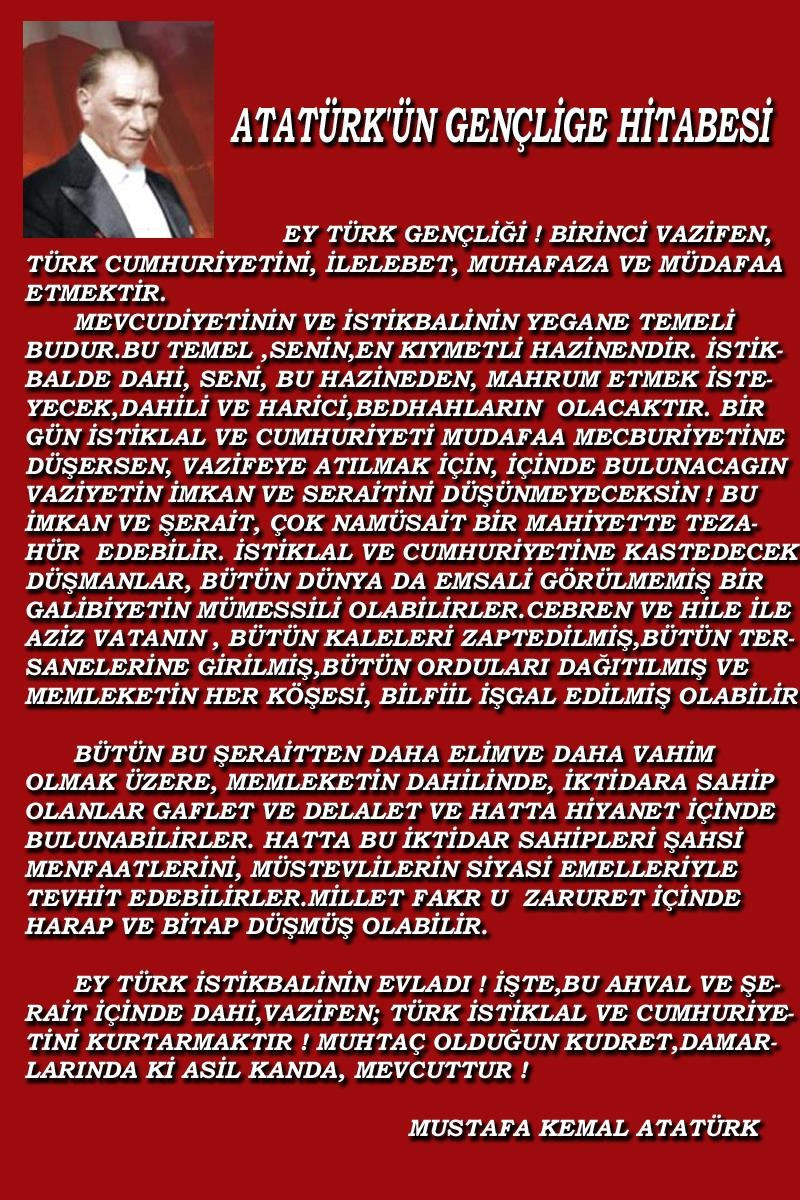 ATATÜRK'ÜN GENÇLİGE HİTABESİ
EY TÜRK GENÇLİĞİ ! BİRİNCİ VAZİFEN,
TÜRK CUMHURİYETİNİ, İLELEBET, MUHAFAZA VE MÜDAFAA
ETMEKTİR.
MEVCUDİYETİNİN VE İSTİKBALİNİN YEGANE TEMELİ
BUDUR.BU TEMEL ,SENİN,EN KIYMETLİ HAZİNENDİR. İSTİK-
BALDE DAHİ, SENİ, BU HAZİNEDEN, MAHRUM ETMEK İSTE-
YECEK,DAHİLİ VE HARİCİ,BEDHAHLARIN OLACAKTIR. BİR
GÜN İSTİKLAL VE CUMHURİYETİ MUDAFAA MECBURİYETİNE
DÜŞERSEN, VAZİFEYE ATILMAK İÇİN, İÇİNDE BULUNACAGIN
VAZİYETİN İMKAN VE SERAİTİNİ DÜŞÜNMEYECEKSİN ! BU
İMKAN VE ŞERAİT, ÇOK NAMÜSAİT BİR MAHİYETTE TEZA-
HÜR EDEBİLİR. İSTİKLAL VE CUMHURİYETİNE KASTEDECEK
DÜŞMANLAR, BÜTÜN DÜNYA DA EMSALİ GÖRÜLMEMİŞ BİR
GALİBİYETİN MÜMESSİLİ OLABİLİRLER.CEBREN VE HİLE İLE
AZİZ VATANIN , BÜTÜN KALELERİ ZAPTEDİLMİŞ,BÜTÜN TER-
SANELERİNE GİRİLMİŞ,BÜTÜN ORDULARI DAĞITILMIŞ VE
MEMLEKETİN HER KÖŞESİ, BİLFİİL İŞGAL EDİLMİŞ OLABİLİR
BÜTÜN BU ŞERAİTTEN DAHA ELİMVE DAHA VAHİM
OLMAK ÜZERE, MEMLEKETİN DAHİLİNDE, İKTİDARA SAHİP
OLANLAR GAFLET VE DELALET VE HATTA HİYANET İÇİNDE
BULUNABİLİRLER. HATTA BU İKTİDAR SAHİPLERİ ŞAHSİ
MENFAATLERİNİ, MÜSTEVLİLERİN SİYASİ EMELLERİYLE
TEVHİT EDEBİLİRLER.MİLLET FAKR U ZARURET İÇİNDE
HARAP VE BİTAP DÜŞMÜŞ OLABİLİR.
EY TÜRK İSTİKBALİNİN EVLADI ! İŞTE,BU AHVAL VE ŞE-
RAİT İÇİNDE DAHİ,VAZİFEN; TÜRK İSTİKLAL VE CUMHURİYE-
TİNİ KURTARMAKTIR ! MUHTAÇ OLDUĞUN KUDRET,DAMAR-
LARINDA Kİ ASİL KANDA, MEVCUTTUR !
MUSTAFA KEMAL ATATÜRK